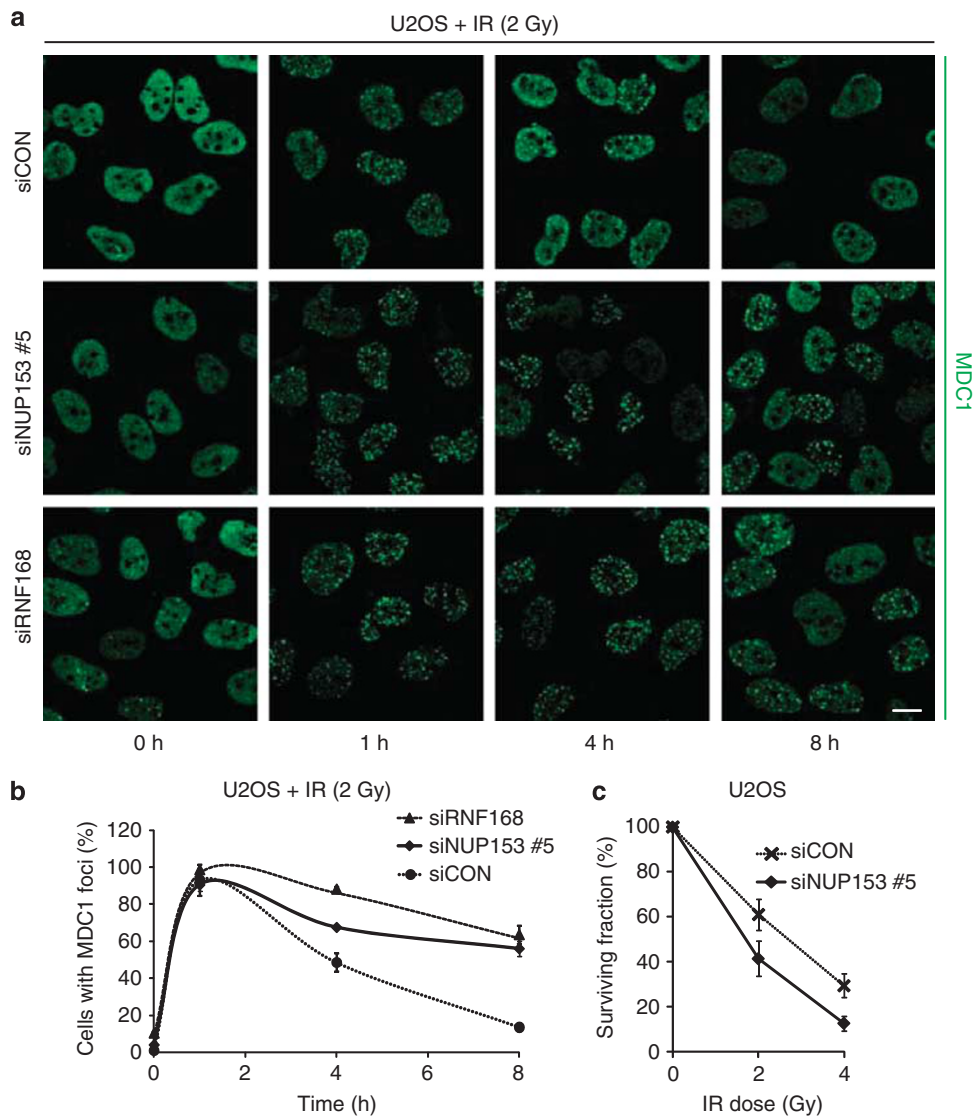 a
U2OS + IR (2 Gy)
siCON
siNUP153 #5
siRNF168
MDC1
0 h
1 h
4 h
8 h
b
U2OS + IR (2 Gy)
siRNF168
siNUP153 #5
siCON
Cells with MDC1 foci (%)
120
100
80
60
40
20
0
0
2
4
6
8
Time (h)
c
U2OS
siCON
siNUP153 #5
Surviving fraction (%)
100
80
60
40
20
0
0
2
4
IR dose (Gy)